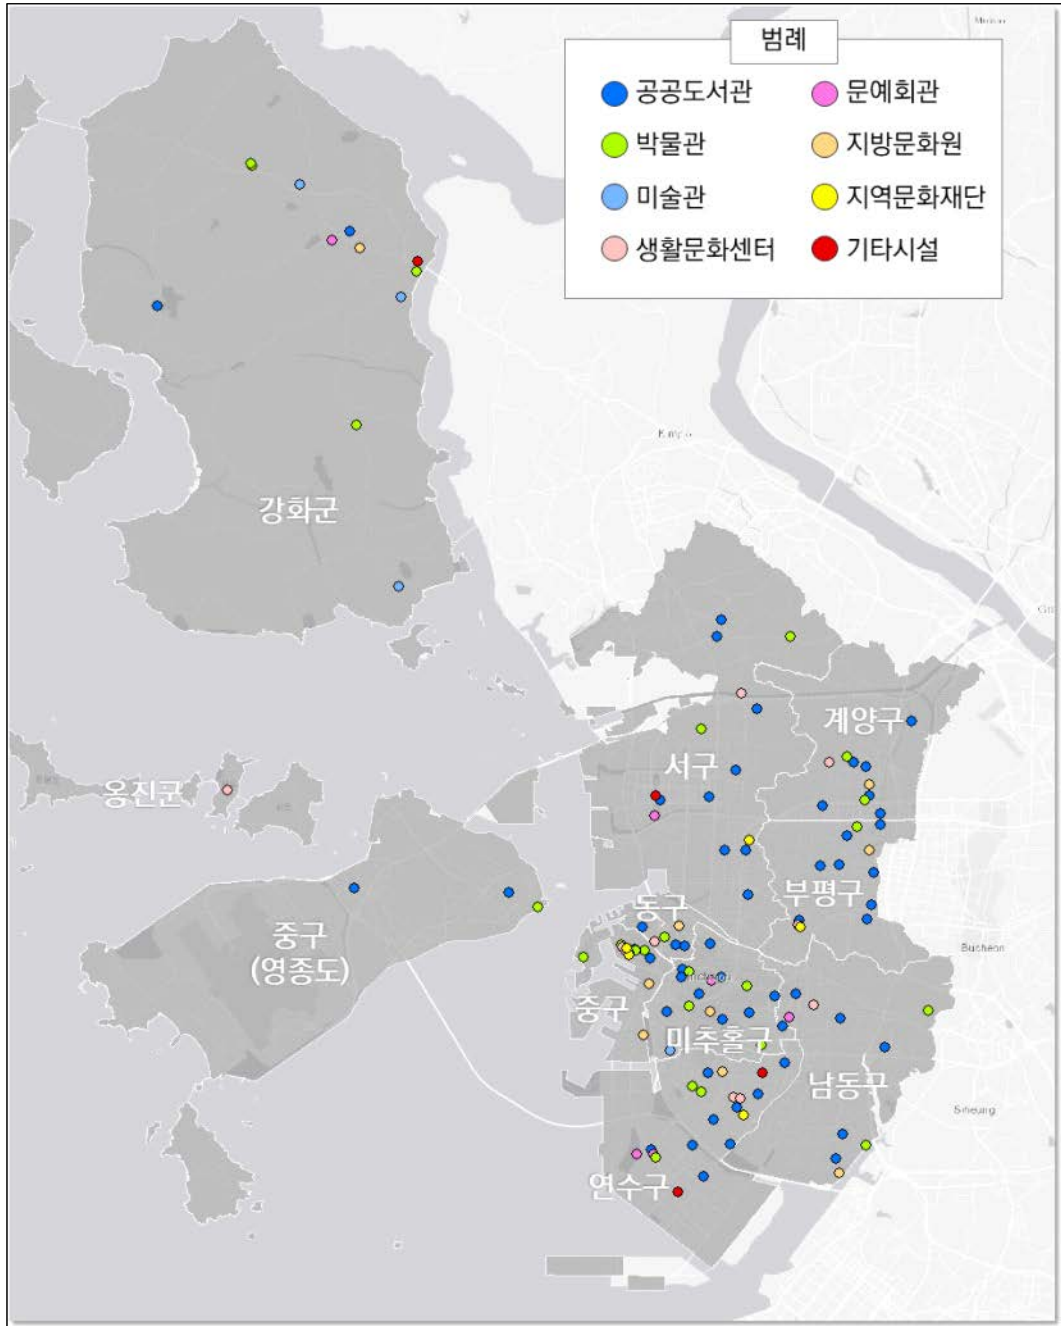 범례
공공도서관
문예회관
박물관
지방문화원
미술관
지역문화재단
생활문화센터
기타시설
강화군
계양구
서구
옹진군
부평구
동구
Bucheon
중구
(영종도)
중구
미추홀구
남동구
Siheung
연수구